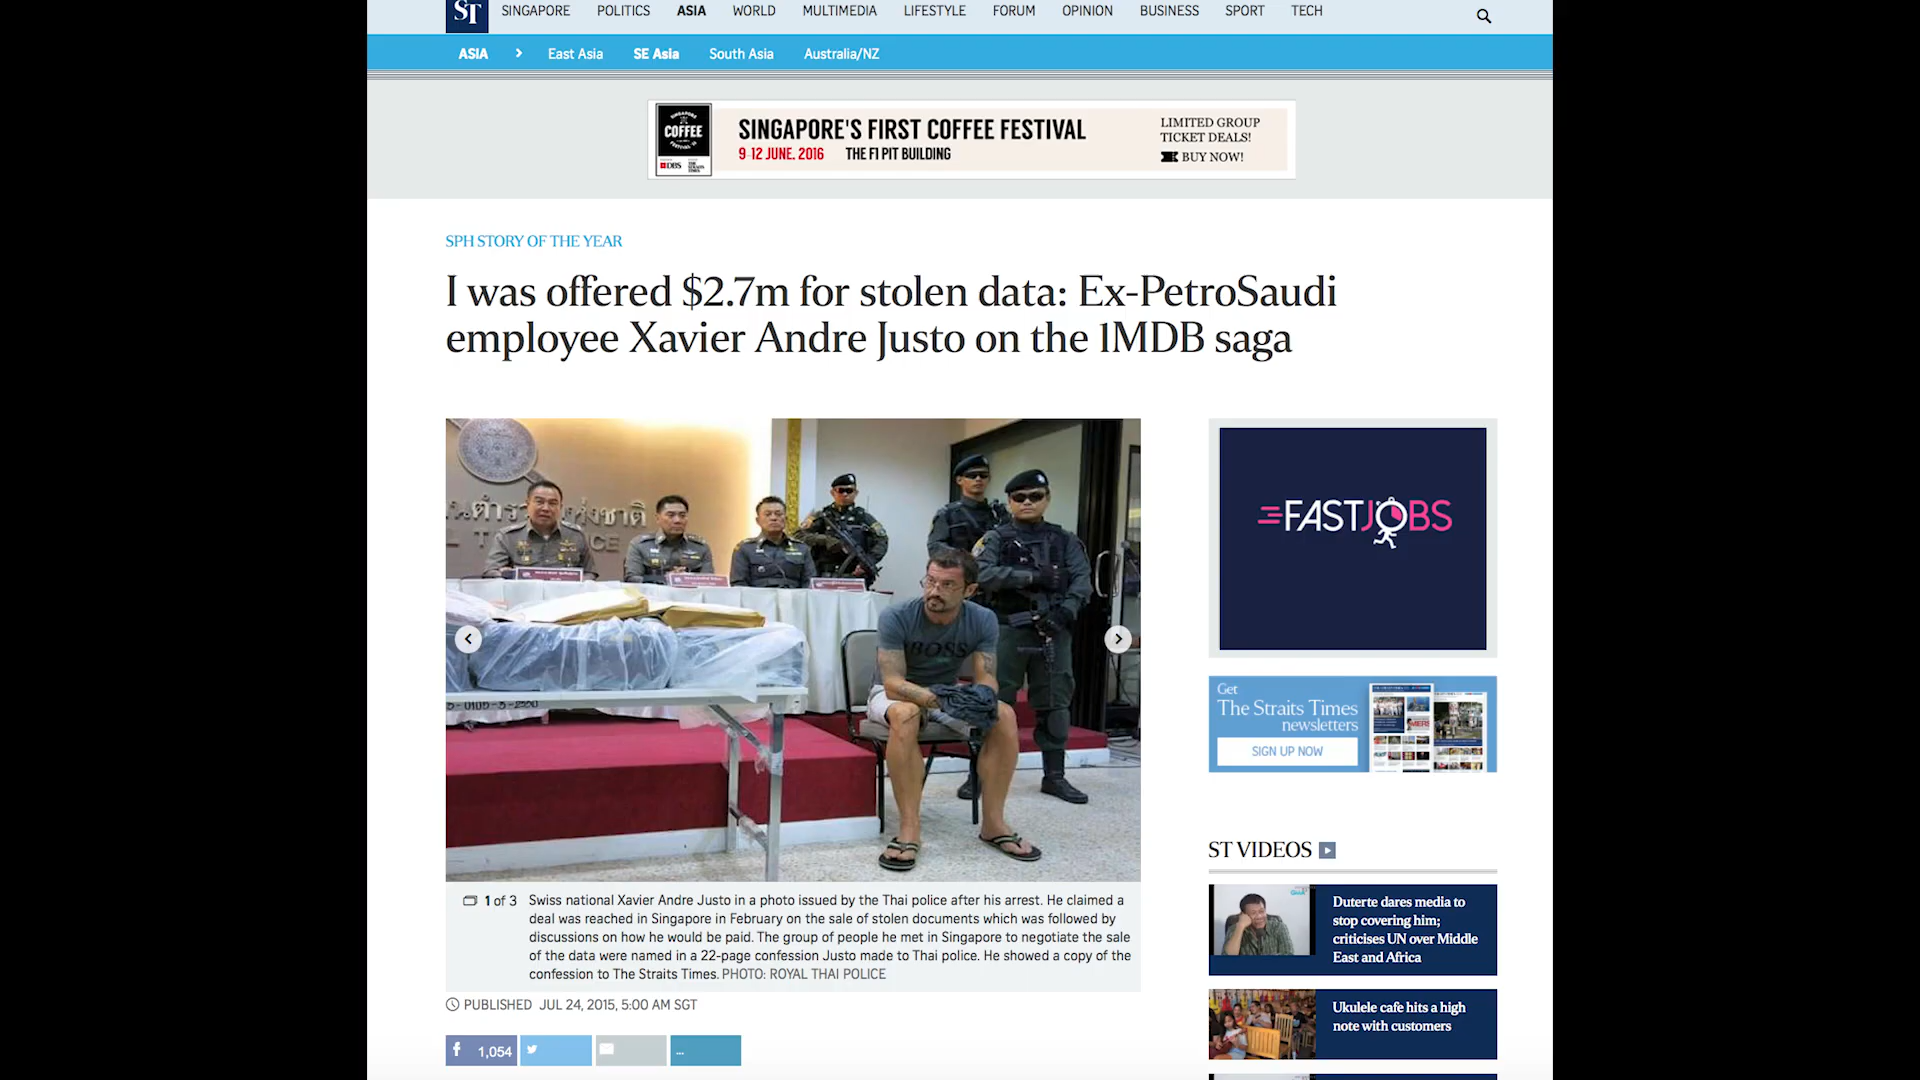 ST
SINGAPORE
POLITICS
ASIA
WORLD
MULTIMEDIA
LIFESTYLE
FORUM
OPINION
BUSINESS
SPORT
TECH
ASIA
East Asia
SE Asia
South Asia
Australia/NZ
SINGAPORE
COFFEE
FESTIVAL
DBS
THE STRAITS TIMES
SINGAPORE'S FIRST COFFEE FESTIVAL
9-12 JUNE. 2016 THE F1 PIT BUILDING
LIMITED GROUP
TICKET DEALS!
BUY NOW!
SPH STORY OF THE YEAR
I was offered $2.7m for stolen data: Ex-PetroSaudi
employee Xavier Andre Justo on the 1MDB saga
BOSS
1 of 3
Swiss national Xavier Andre Justo in a photo issued by the Thai police after his arrest. He claimed a
deal was reached in Singapore in February on the sale of stolen documents which was followed by
discussions on how he would be paid. The group of people he met in Singapore to negotiate the sale
of the data were named in a 22-page confession Justo made to Thai police. He showed a copy of the
confession to The Straits Times. PHOTO: ROYAL THAI POLICE
PUBLISHED JUL 24, 2015, 5:00 AM SGT
1,054
...
FASTJOBS
Get
The Straits Times
newsletters
SIGN UP NOW
ST VIDEOS
Duterte dares media to
stop covering him;
criticises UN over Middle
East and Africa
Ukulele cafe hits a high
note with customers